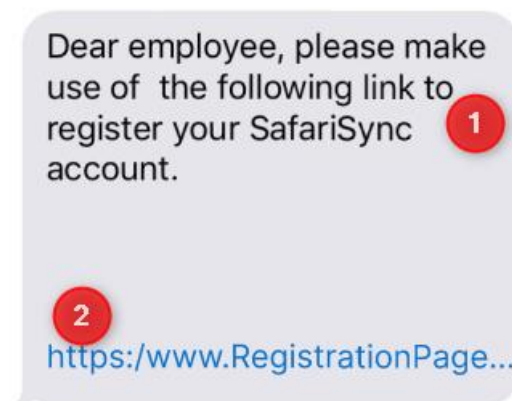 Dear employee, please make
use of  the following link to
register your SafariSync
1
account.
2
https:/www.RegistrationPage...